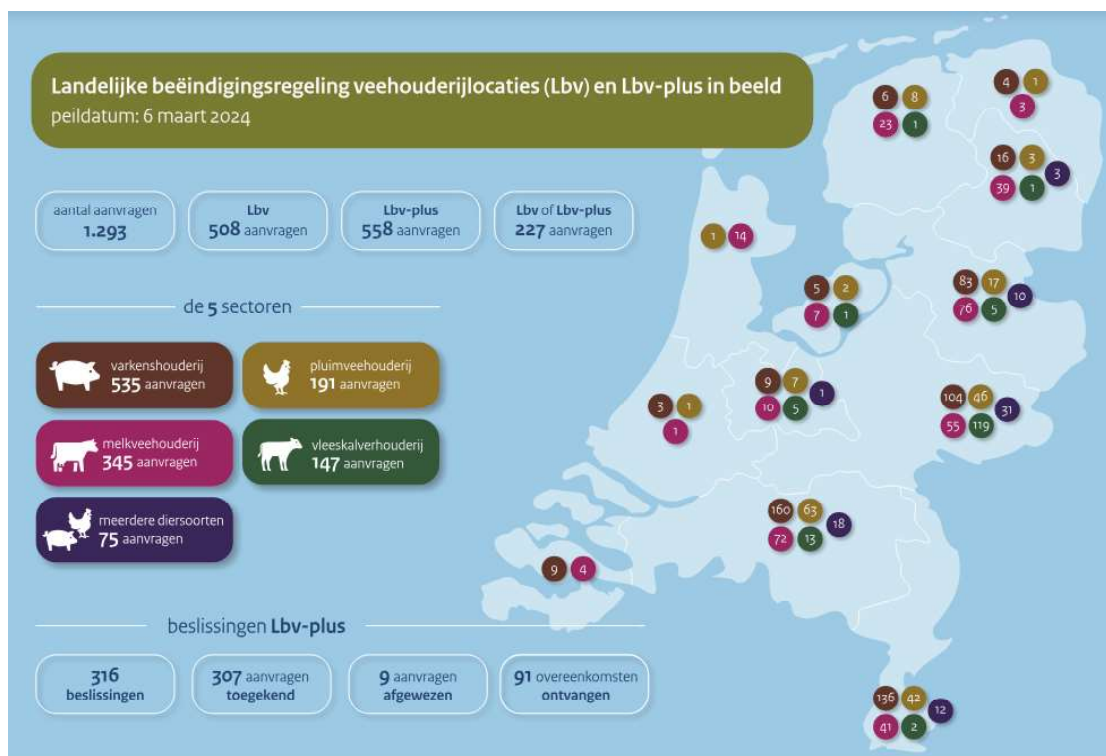 Landelijke beëindigingsregeling veehouderijlocaties (Lbv) en Lbv-plus in beeld
peildatum: 6 maart 2024
aantal aanvragen
1.293
Lbv
508 aanvragen
Lbv-plus
558 aanvragen
Lbv of Lbv-plus
227 aanvragen
de 5 sectoren
varkenshouderij
535 aanvragen
pluimveehouderij
191 aanvragen
melkveehouderij
345 aanvragen
vleeskalverhouderij
147 aanvragen
meerdere diersoorten
75 aanvragen
beslissingen Lbv-plus
316
beslissingen
307 aanvragen
toegekend
9 aanvragen
afgewezen
91 overeenkomsten
ontvangen
4 1
3
6 8
23 1
16 3
3
39 1
1 14
5 2
7 1
83 17
10
76 5
9 7
1
10 5
104 46
31
55 119
3 1
1
160 63
18
72 13
9 4
136 42
12
41 2